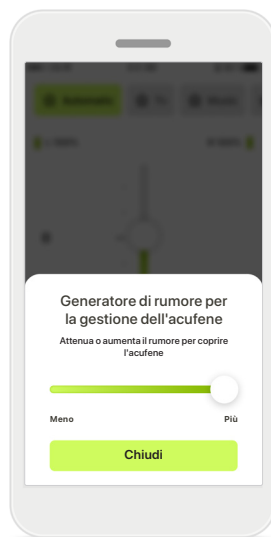 Generatore di rumore per
la gestione dell'acufene
Attenua o aumenta il rumore per coprire
l'acufene
Meno
Più
Chiudi